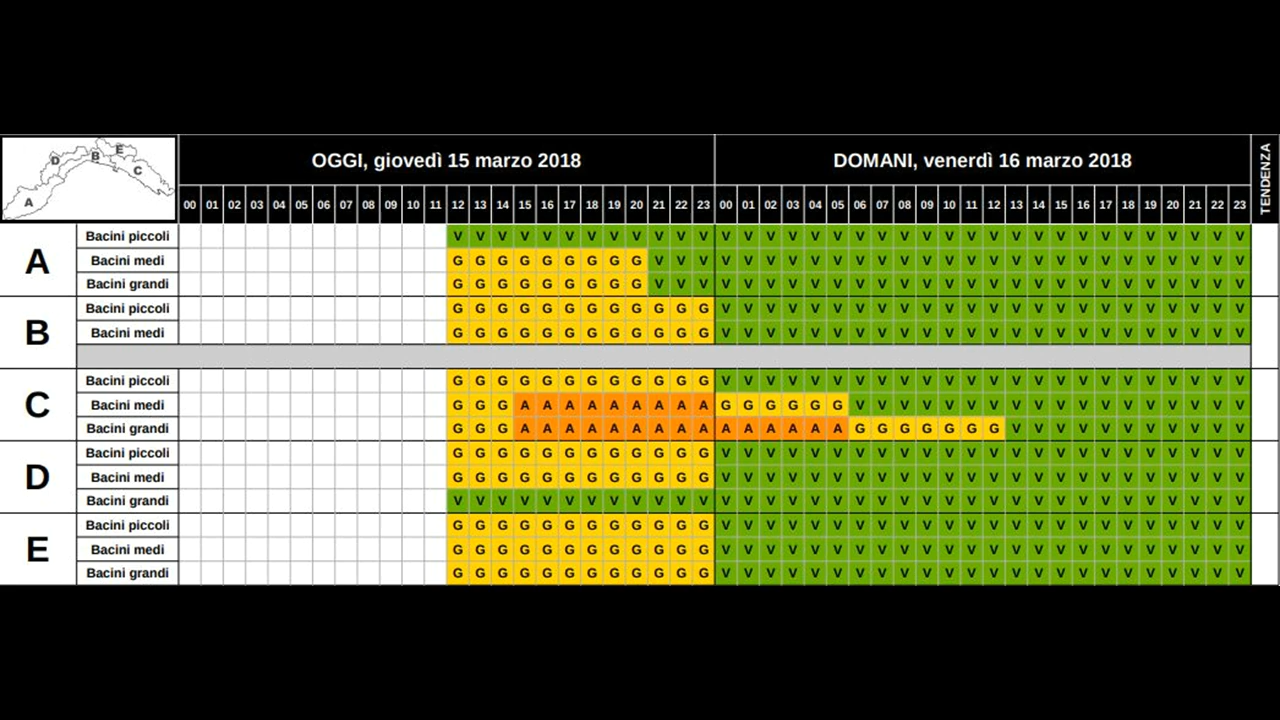 OGGI, giovedì 15 marzo 2018 DOMANI, venerdì 16 marzo 2018 TENDENZA
D B E C A
00 01 02 03 04 05 06 07 08 09 10 11 12 13 14 15 16 17 18 19 20 21 22 23 00 01 02 03 04 05 06 07 08 09 10 11 12 13 14 15 16 17 18 19 20 21 22 23
A
Bacini piccoli V V V V V V V V V V V V V V V V V V V V V V V V V V V V V V V V V V V V
Bacini medi G G G G G G G G G V V V V V V V V V V V V V V V V V V V V V V V V V V V
Bacini grandi G G G G G G G G G V V V V V V V V V V V V V V V V V V V V V V V V V V V
B
Bacini piccoli G G G G G G G G G G G G V V V V V V V V V V V V V V V V V V V V V V V V
Bacini medi G G G G G G G G G G G G V V V V V V V V V V V V V V V V V V V V V V V V
C
Bacini piccoli G G G G G G G G G G G G V V V V V V V V V V V V V V V V V V V V V V V V
Bacini medi G G G A A A A A A A A A G G G G G G V V V V V V V V V V V V V V V V V V
Bacini grandi G G G A A A A A A A A A A A A A A A G G G G G G G V V V V V V V V V V V
D
Bacini piccoli G G G G G G G G G G G G V V V V V V V V V V V V V V V V V V V V V V V V
Bacini medi G G G G G G G G G G G G V V V V V V V V V V V V V V V V V V V V V V V V
Bacini grandi V V V V V V V V V V V V V V V V V V V V V V V V V V V V V V V V V V V V
E
Bacini piccoli G G G G G G G G G G G G V V V V V V V V V V V V V V V V V V V V V V V V
Bacini medi G G G G G G G G G G G G V V V V V V V V V V V V V V V V V V V V V V V V
Bacini grandi G G G G G G G G G G G G V V V V V V V V V V V V V V V V V V V V V V V V